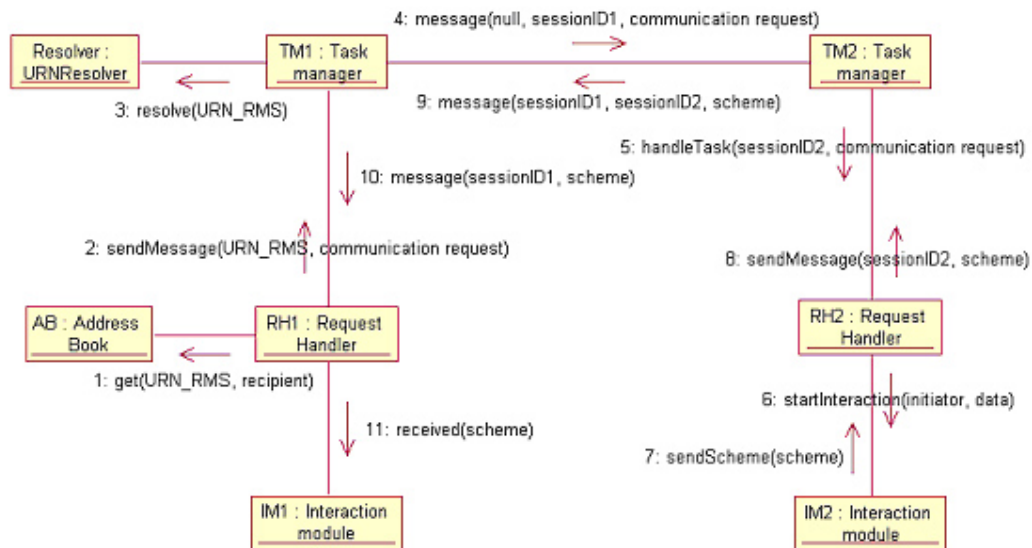 4: message(null, sessionID1, communication request)
Resolver :
URNResolver
TM1 : Task
manager
TM2 : Task
manager
3: resolve(URN_RMS)
9: message(sessionID1, sessionID2, scheme)
5: handleTask(sessionID2, communication request)
10: message(sessionID1, scheme)
2: sendMessage(URN_RMS, communication request)
8: sendMessage(sessionID2, scheme)
AB : Address
Book
RH1 : Request
Handler
RH2 : Request
Handler
1: get(URN_RMS, recipient)
6: startInteraction(initiator, data)
11: received(scheme)
7: sendScheme(scheme)
IM1 : Interaction
module
IM2 : Interaction
module